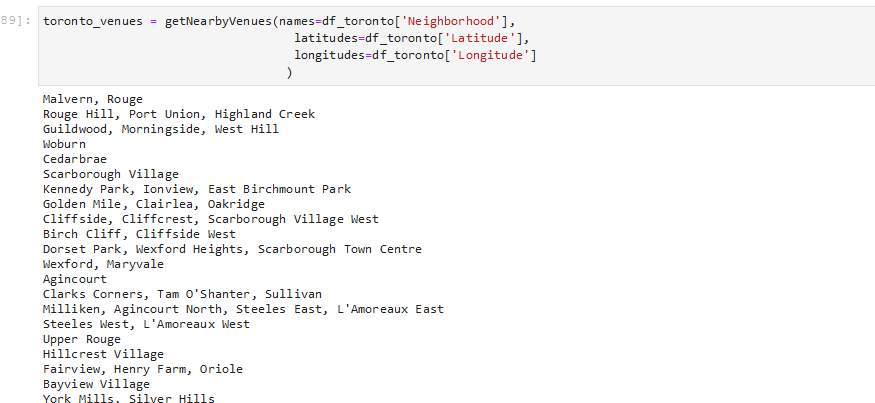 89]: toronto_venues = getNearbyVenues(names=df_toronto['Neighborhood'],
latitudes=df_toronto['Latitude'],
longitudes=df_toronto['Longitude']
)
Malvern, Rouge
Rouge Hill, Port Union, Highland Creek
Guildwood, Morningside, West Hill
Woburn
Cedarbrae
Scarborough Village
Kennedy Park, Ionview, East Birchmount Park
Golden Mile, Clairlea, Oakridge
Cliffside, Cliffcrest, Scarborough Village West
Birch Cliff, Cliffside West
Dorset Park, Wexford Heights, Scarborough Town Centre
Wexford, Maryvale
Agincourt
Clarks Corners, Tam O'Shanter, Sullivan
Milliken, Agincourt North, Steeles East, L'Amoreaux East
Steeles West, L'Amoreaux West
Upper Rouge
Hillcrest Village
Fairview, Henry Farm, Oriole
Bayview Village
York Mills, Silver Hills